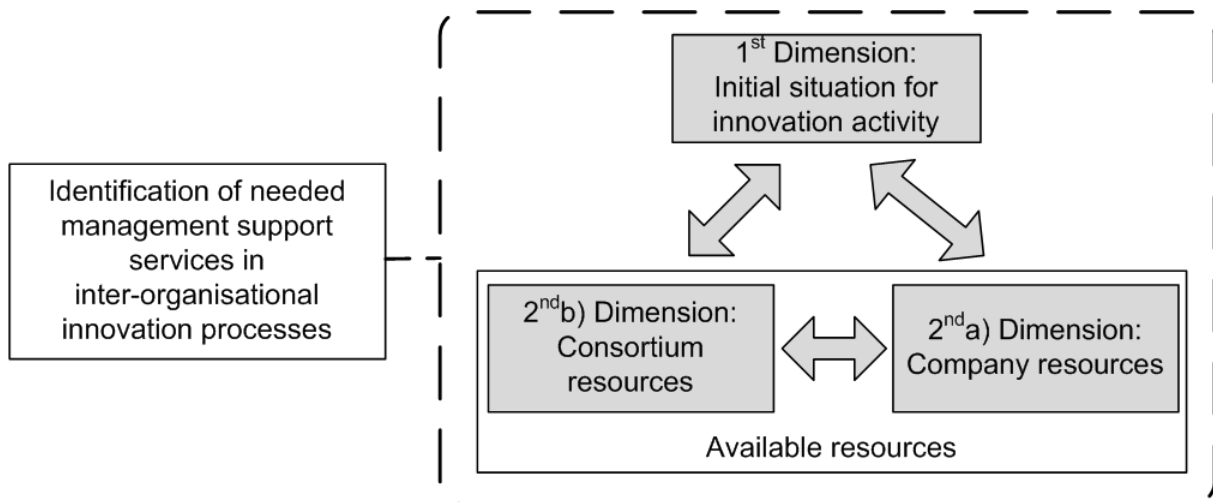 1st Dimension:
Initial situation for
innovation activity
Identification of needed
management support
services in
inter-organisational
innovation processes
2ndb) Dimension:
Consortium
resources
2nda) Dimension:
Company resources
Available resources